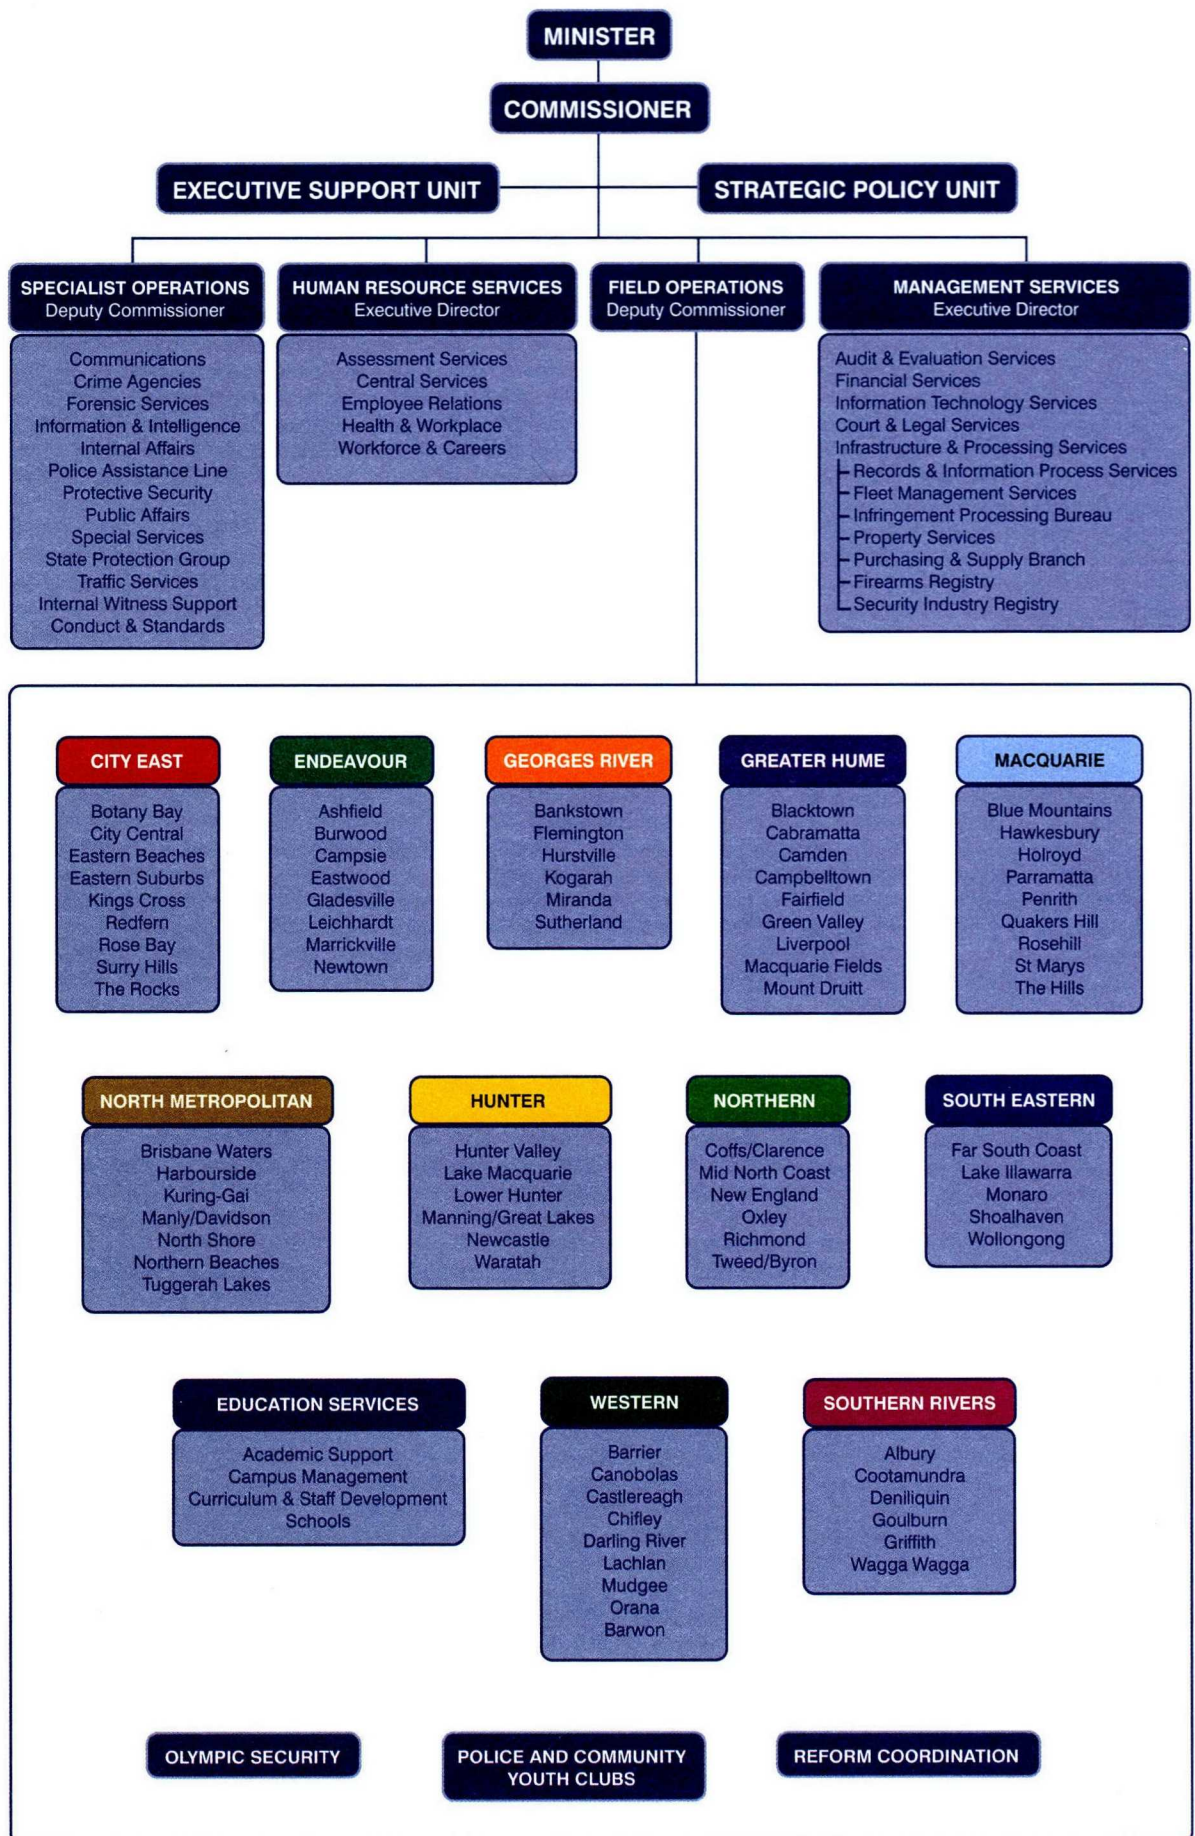 MINISTER
COMMISSIONER
EXECUTIVE SUPPORT UNIT
STRATEGIC POLICY UNIT
SPECIALIST OPERATIONS
Deputy Commissioner
Communications
Crime Agencies
Forensic Services
Information & Intelligence
Internal Affairs
Police Assistance Line
Protective Security
Public Affairs
Special Services
State Protection Group
Traffic Services
Internal Witness Support
Conduct & Standards
HUMAN RESOURCE SERVICES
Executive Director
Assessment Services
Central Services
Employee Relations
Health & Workplace
Workforce & Careers
FIELD OPERATIONS
Deputy Commissioner
MANAGEMENT SERVICES
Executive Director
Audit & Evaluation Services
Financial Services
Information Technology Services
Court & Legal Services
Infrastructure & Processing Services
Records & Information Process Services
Fleet Management Services
Infringement Processing Bureau
Property Services
Purchasing & Supply Branch
Firearms Registry
Security Industry Registry
CITY EAST
Botany Bay
City Central
Eastern Beaches
Eastern Suburbs
Kings Cross
Redfern
Rose Bay
Surry Hills
The Rocks
ENDEAVOUR
Ashfield
Burwood
Campsie
Eastwood
Gladesville
Leichhardt
Marrickville
Newtown
GEORGES RIVER
Bankstown
Flemington
Hurstville
Kogarah
Miranda
Sutherland
GREATER HUME
Blacktown
Cabramatta
Camden
Campbelltown
Fairfield
Green Valley
Liverpool
Macquarie Fields
Mount Druitt
MACQUARIE
Blue Mountains
Hawkesbury
Holroyd
Parramatta
Penrith
Quakers Hill
Rosehill
St Marys
The Hills
NORTH METROPOLITAN
Brisbane Waters
Harbourside
Kuring-Gai
Manly/Davidson
North Shore
Northern Beaches
Tuggerah Lakes
HUNTER
Hunter Valley
Lake Macquarie
Lower Hunter
Manning/Great Lakes
Newcastle
Waratah
NORTHERN
Coffs/Clarence
Mid North Coast
New England
Oxley
Richmond
Tweed/Byron
SOUTH EASTERN
Far South Coast
Lake Illawarra
Monaro
Shoalhaven
Wollongong
EDUCATION SERVICES
Academic Support
Campus Management
Curriculum & Staff Development
Schools
WESTERN
Barrier
Canobolas
Castlereagh
Chifley
Darling River
Lachlan
Mudgee
Orana
Barwon
SOUTHERN RIVERS
Albury
Cootamundra
Deniliquin
Goulburn
Griffith
Wagga Wagga
OLYMPIC SECURITY
POLICE AND COMMUNITY
YOUTH CLUBS
REFORM COORDINATION